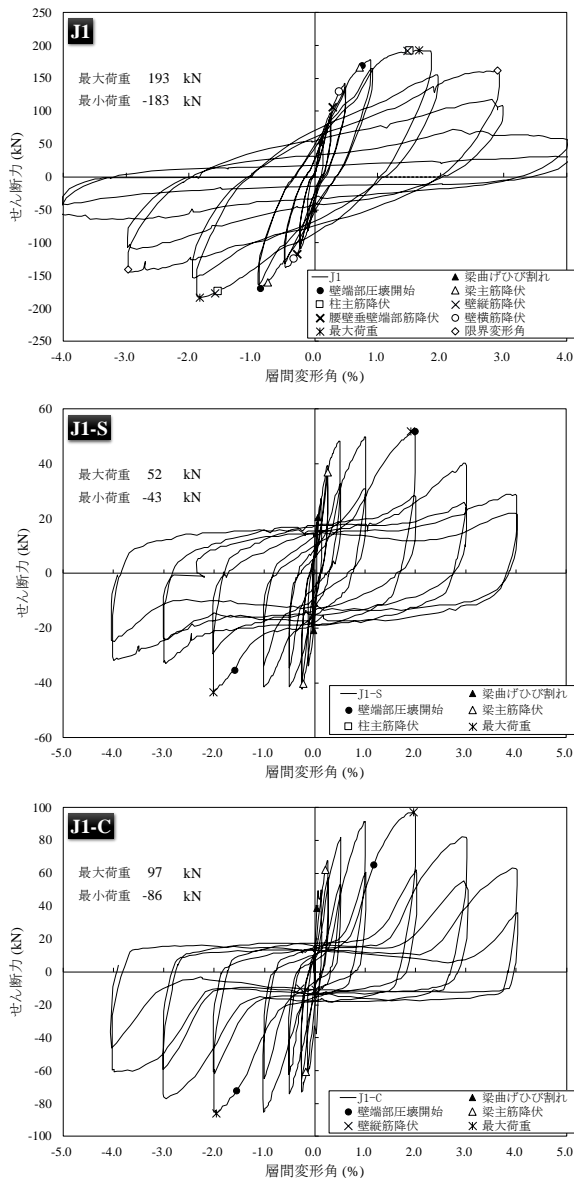 J1
最大荷重 193 kN
最小荷重 -183 kN
せん断力 (kN)
250
200
150
100
50
0
-50
-100
-150
-200
-250
J1 梁曲げひび割れ
壁端部圧壊開始 梁主筋降伏
柱主筋降伏 壁縦筋降伏
腰壁垂壁端部筋降伏 壁横筋降伏
最大荷重 限界変形角
-4.0 -3.0 -2.0 -1.0 0.0 1.0 2.0 3.0 4.0
層間変形角 (%)
J1-S
最大荷重 52 kN
最小荷重 -43 kN
せん断力 (kN)
60
40
20
0
-20
-40
-60
J1-S 梁曲げひび割れ
壁端部圧壊開始 梁主筋降伏
柱主筋降伏 最大荷重
-5.0 -4.0 -3.0 -2.0 -1.0 0.0 1.0 2.0 3.0 4.0 5.0
層間変形角 (%)
J1-C
最大荷重 97 kN
最小荷重 -86 kN
せん断力 (kN)
100
80
60
40
20
0
-20
-40
-60
-80
-100
J1-C 梁曲げひび割れ
壁端部圧壊開始 梁主筋降伏
壁縦筋降伏 最大荷重
-5.0 -4.0 -3.0 -2.0 -1.0 0.0 1.0 2.0 3.0 4.0 5.0
層間変形角 (%)